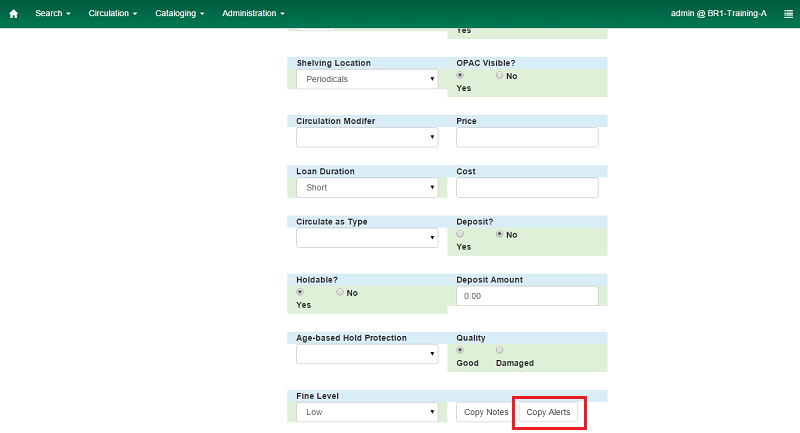 Search Circulation Cataloging Administration admin @ BR1-Training-A
Yes
Shelving Location OPAC Visible?
Periodicals No
Yes
Circulation Modifer Price
Loan Duration Cost
Short
Circulate as Type Deposit?
No
Yes
Holdable? Deposit Amount
No 0.00
Yes
Age-based Hold Protection Quality
Good Damaged
Fine Level
Low Copy Notes Copy Alerts